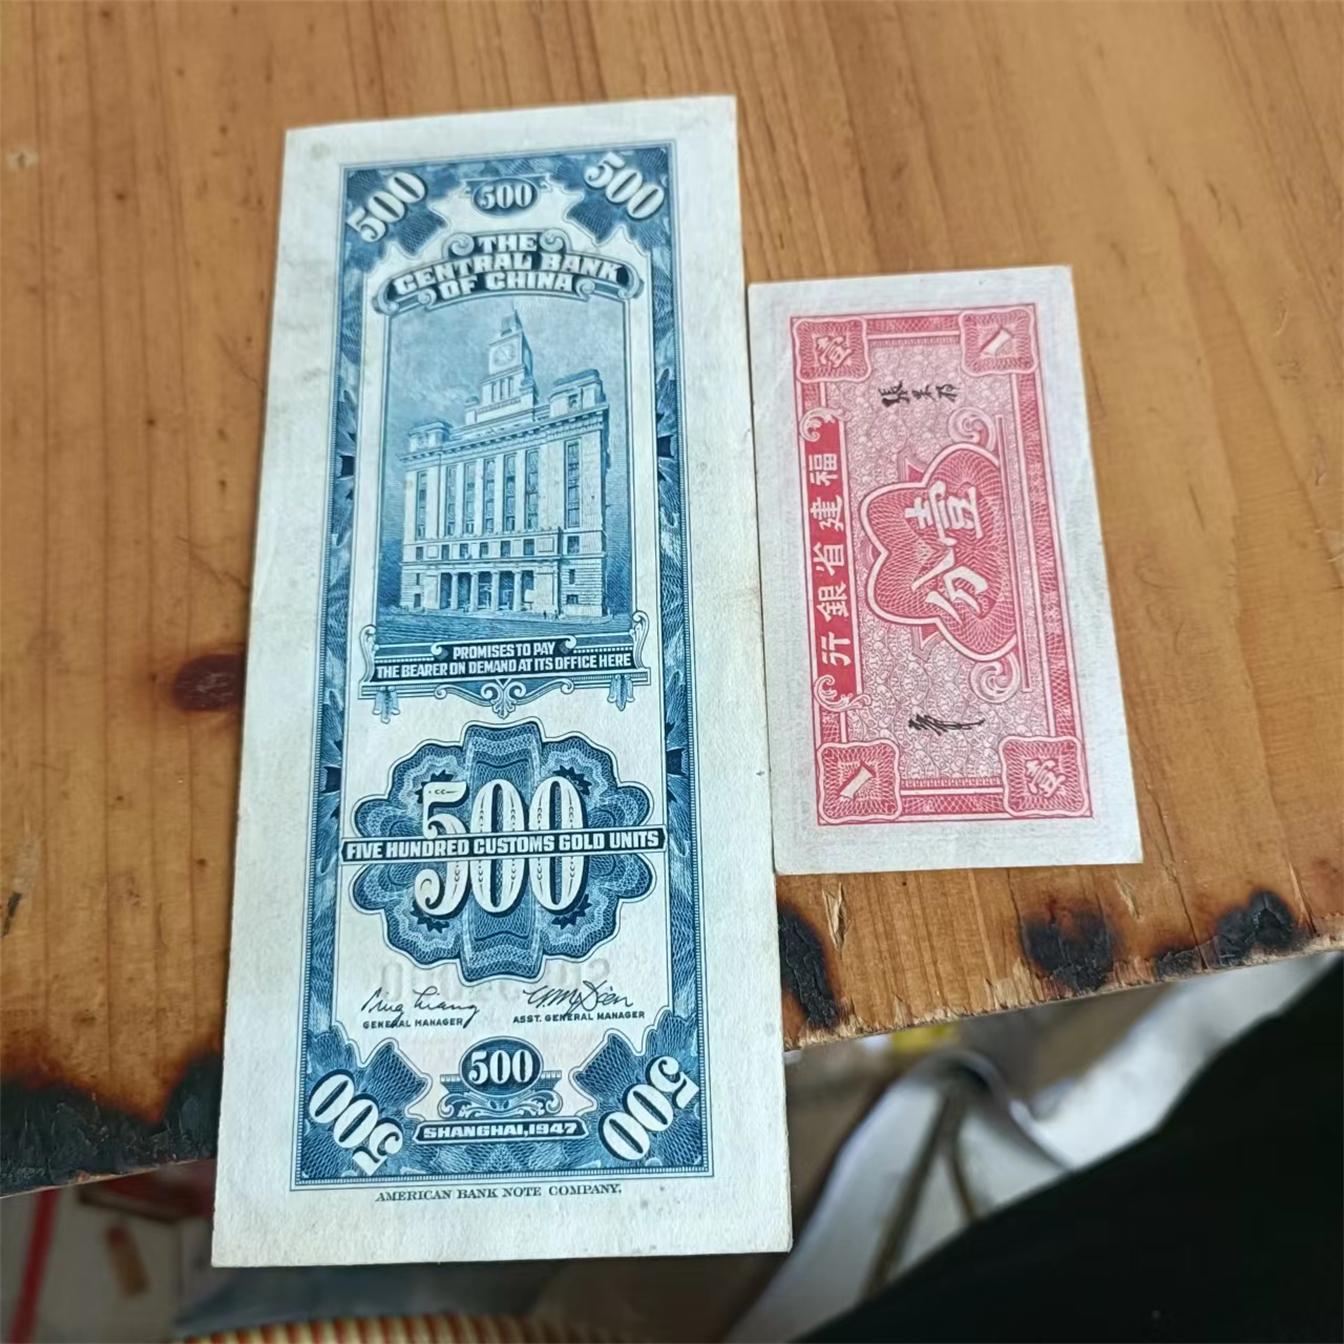 500
500
500
THE
CENTRAL BANK
OF CHINA
PROMISES TO PAY
THE BEARER ON DEMAND AT ITS OFFICE HERE
500
FIVE HUNDRED CUSTOMS GOLD UNITS
GENERAL MANAGER
ASST. GENERAL MANAGER
500
500
500
SHANGHAI, 1947
AMERICAN BANK NOTE COMPANY.
行銀省建福
壹分
壹
壹